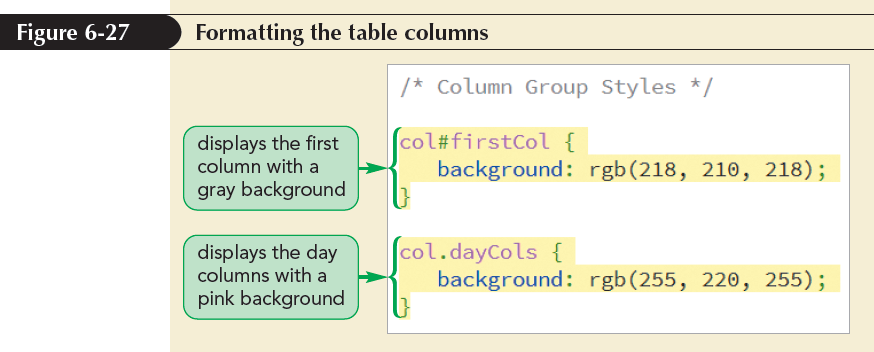 Figure 6-27 Formatting the table columns
/* Column Group Styles */
displays the first
column with a
gray background
col#firstCol {
background: rgb(218, 210, 218);
}
displays the day
columns with a
pink background
col.dayCols {
background: rgb(255, 220, 255);
}